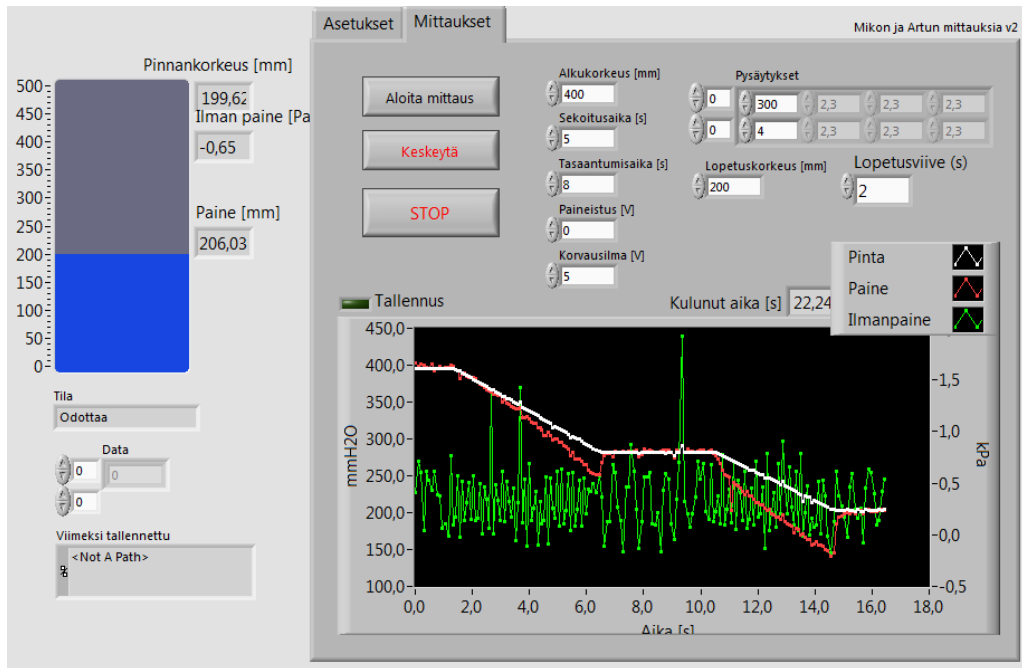 Asetukset
Mittaukset
Mikon ja Artun mittauksia v2
Pinnankorkeus [mm]
500
450
400
350
300
250
200
150
100
50
0
199,62
Ilman paine [Pa
-0,65
Paine [mm]
206,03
Tila
Odottaa
Data
0
0
0
Viimeksi tallennettu
<Not A Path>
Aloita mittaus
Keskeytä
STOP
Alkukorkeus [mm]
400
Sekoitusaika [s]
5
Tasaantumisaika [s]
8
Paineistus [V]
0
Korvausilma [V]
5
Pysäytykset
0 300 2,3 2,3 2,3
0 4 2,3 2,3 2,3
Lopetuskorkeus [mm]
200
Lopetusviive (s)
2
Tallennus
Kulunut aika [s] 22,24
Pinta
Paine
Ilmanpaine
mmH2O
450,0
400,0
350,0
300,0
250,0
200,0
150,0
100,0
-1,5
-1,0
-0,5
-0,0
--0,5
kPa
0,0 2,0 4,0 6,0 8,0 10,0 12,0 14,0 16,0 18,0
Aika [s]